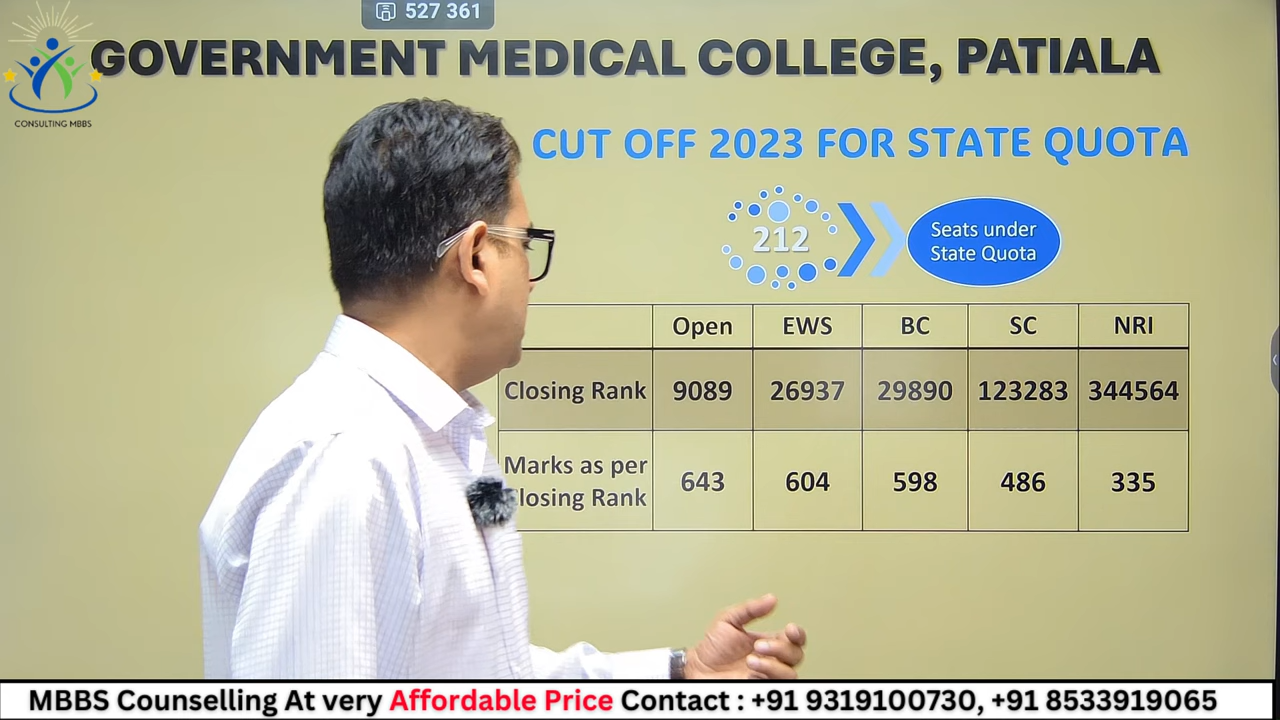 527 361
GOVERNMENT MEDICAL COLLEGE, PATIALA
CONSULTING MBBS
CUT OFF 2023 FOR STATE QUOTA
212
Seats under
State Quota
Open EWS BC SC NRI
Closing Rank 9089 26937 29890 123283 344564
Marks as per
losing Rank 643 604 598 486 335
MBBS Counselling At very Affordable Price Contact : +91 9319100730, +91 8533919065